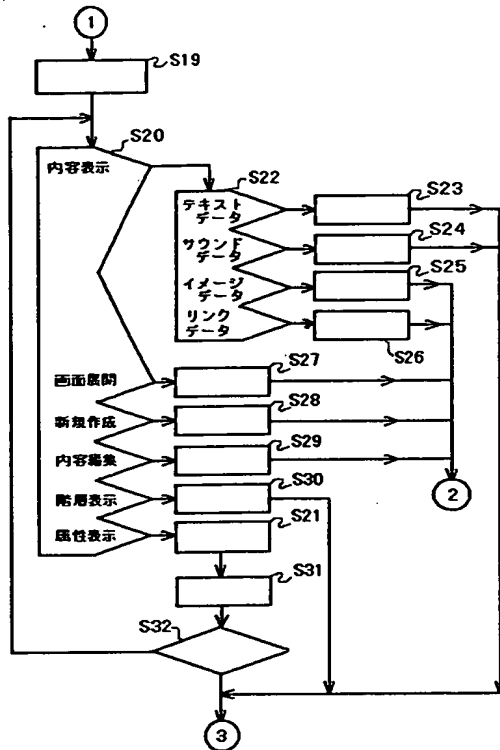 1
S19
S20
内容表示
S22
テキスト
データ
S23
サウンド
データ
S24
イメージ
データ
S25
リンク
データ
S26
画面展開
S27
新規作成
S28
内容編集
S29
2
階層表示
S30
属性表示
S21
S31
S32
3